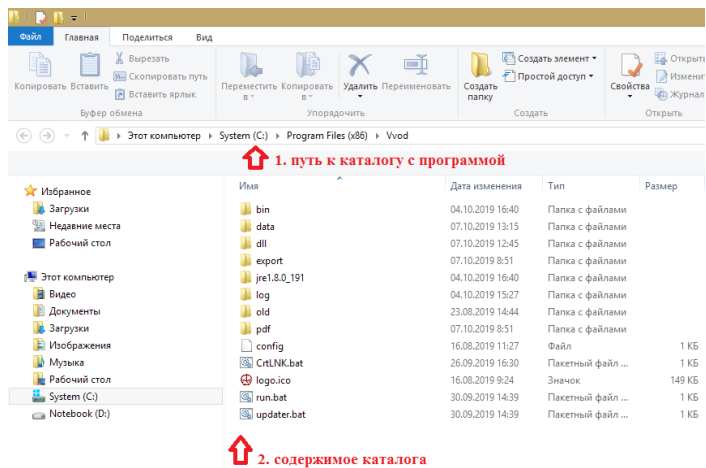 Файл Главная Поделиться Вид
Копировать Вставить
Вырезать
Скопировать путь
Вставить ярлык
Буфер обмена
Переместить в Копировать в Удалить Переименовать
Упорядочить
Создать папку
Создать элемент
Простой доступ
Создать
Свойства
Открыть
Измени
Журнал
Открыть
Этот компьютер System (C:) Program Files (x86) Vvod
1. путь к каталогу с программой
Имя Дата изменения Тип Размер
Избранное
Загрузки
Недавние места
Рабочий стол
Этот компьютер
Видео
Документы
Загрузки
Изображения
Музыка
Рабочий стол
System (C:)
Notebook (D:)
bin 04.10.2019 16:40 Папка с файлами
data 07.10.2019 13:15 Папка с файлами
dll 07.10.2019 12:45 Папка с файлами
export 07.10.2019 8:51 Папка с файлами
jre1.8.0_191 04.10.2019 16:40 Папка с файлами
log 04.10.2019 15:27 Папка с файлами
old 23.08.2019 14:44 Папка с файлами
pdf 07.10.2019 8:51 Папка с файлами
config 16.08.2019 11:27 Файл 1 КБ
CrtLNK.bat 26.09.2019 16:30 Пакетный файл ... 1 КБ
logo.ico 16.08.2019 9:24 Значок 149 КБ
run.bat 30.09.2019 14:39 Пакетный файл ... 1 КБ
updater.bat 30.09.2019 14:39 Пакетный файл ... 1 КБ
2. содержимое каталога